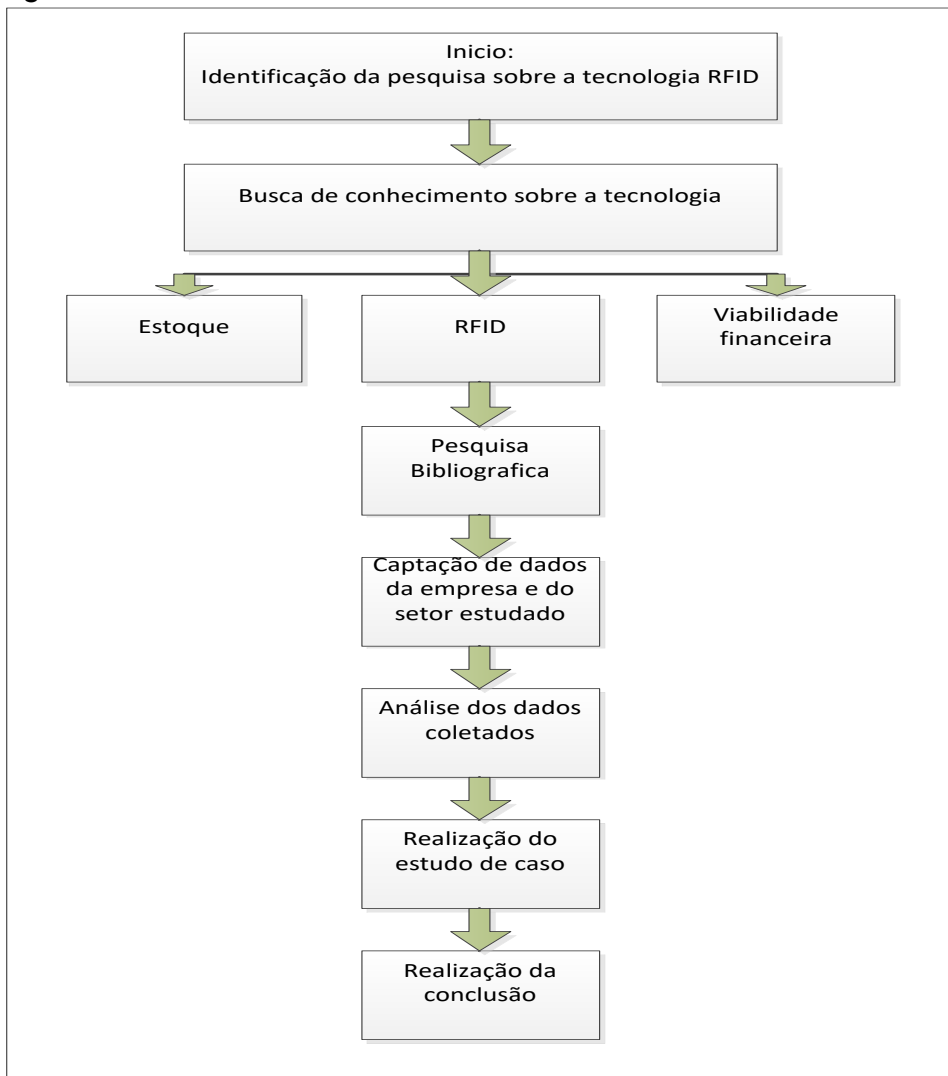 Inicio:
Identificação da pesquisa sobre a tecnologia RFID
Busca de conhecimento sobre a tecnologia
Estoque
RFID
Viabilidade
financeira
Pesquisa
Bibliografica
Captação de dados
da empresa e do
setor estudado
Análise dos dados
coletados
Realização do
estudo de caso
Realização da
conclusão